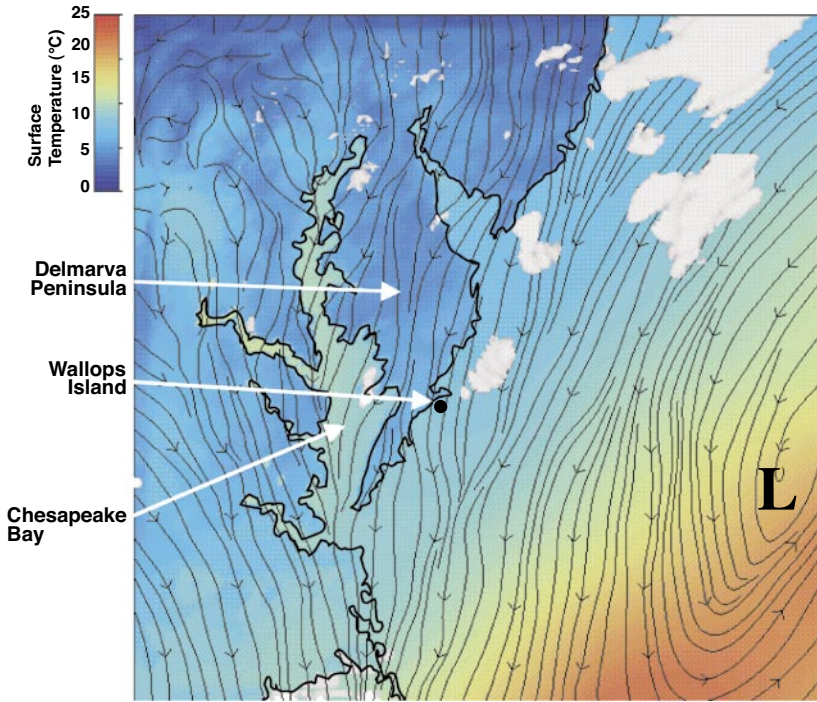 25
20
15
10
5
0
Surface
Temperature (°C)
Delmarva
Peninsula
Wallops
Island
Chesapeake
Bay
L